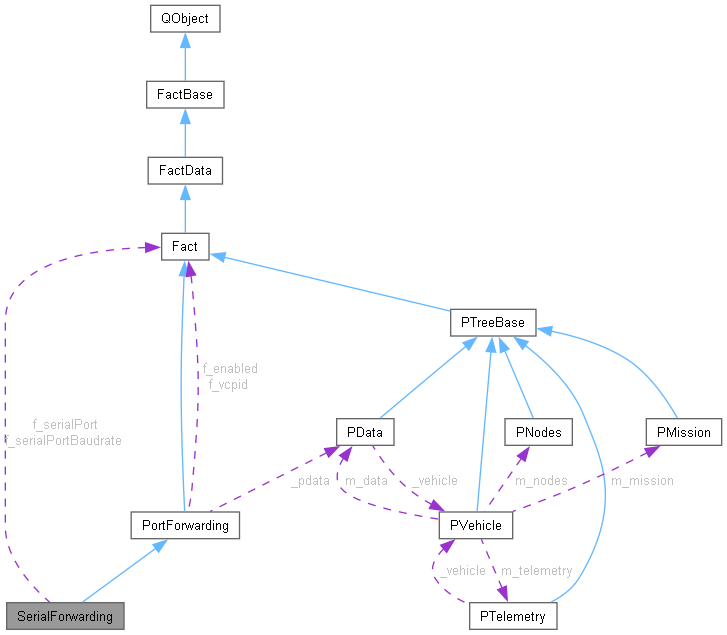 QObject
FactBase
FactData
Fact
PTreeBase
f_enabled
f_vcpid
f_serialPort
f_serialPortBaudrate
PData
PNodes
PMission
_pdata
m_data
_vehicle
m_nodes
m_mission
PortForwarding
PVehicle
_vehicle
m_telemetry
SerialForwarding
PTelemetry